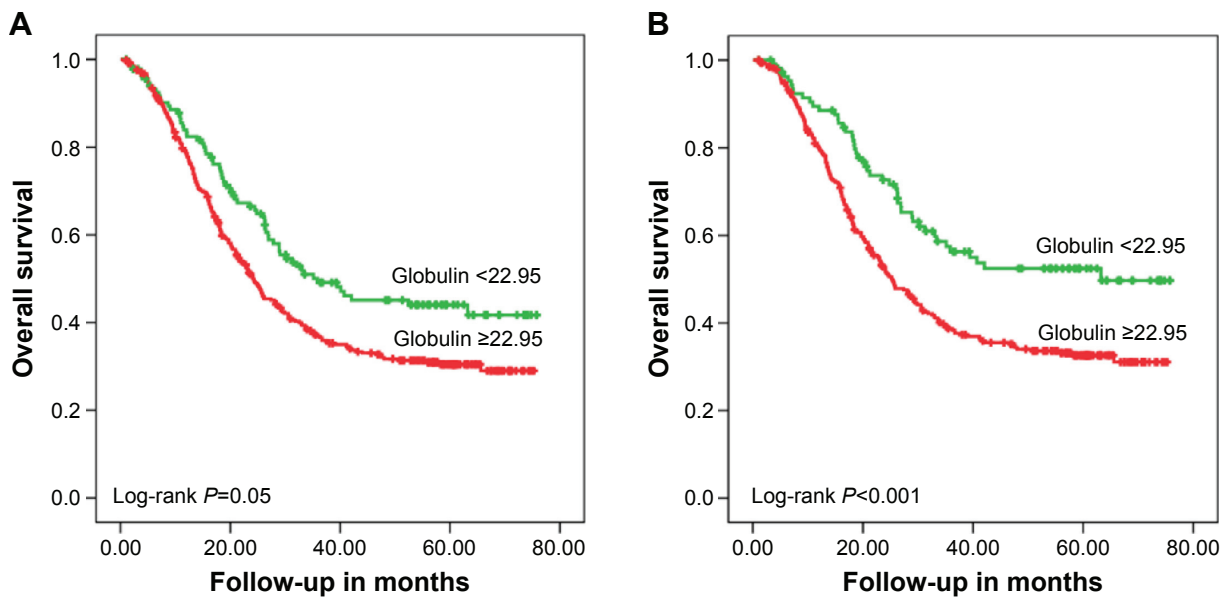 A
Overall survival
1.0
0.8
0.6
0.4
0.2
0.0
Globulin <22.95
Globulin ≥22.95
Log-rank P=0.05
0.00 20.00 40.00 60.00 80.00
Follow-up in months
B
Overall survival
1.0
0.8
0.6
0.4
0.2
0.0
Globulin <22.95
Globulin ≥22.95
Log-rank P<0.001
0.00 20.00 40.00 60.00 80.00
Follow-up in months